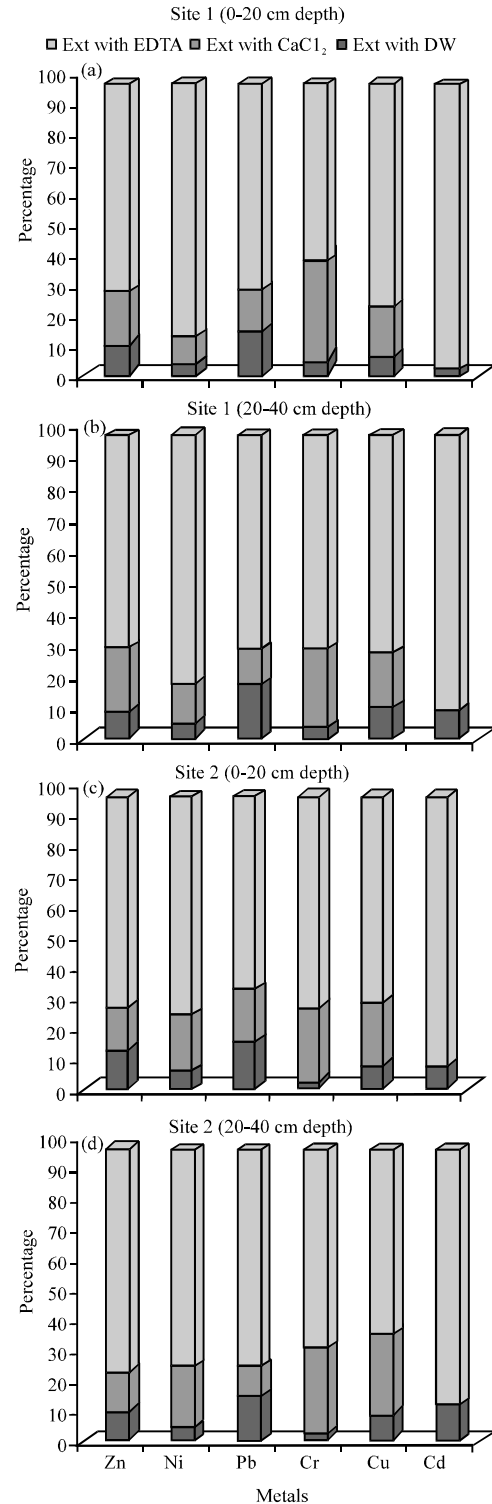 Site 1 (0-20 cm depth)
Ext with EDTA Ext with CaC1₂ Ext with DW
(a)
100
90
80
70
60
50
40
30
20
10
0
Percentage
Site 1 (20-40 cm depth)
(b)
100
90
80
70
60
50
40
30
20
10
0
Percentage
Site 2 (0-20 cm depth)
(c)
100
90
80
70
60
50
40
30
20
10
0
Percentage
Site 2 (20-40 cm depth)
(d)
100
90
80
70
60
50
40
30
20
10
0
Percentage
Zn Ni Pb Cr Cu Cd
Metals